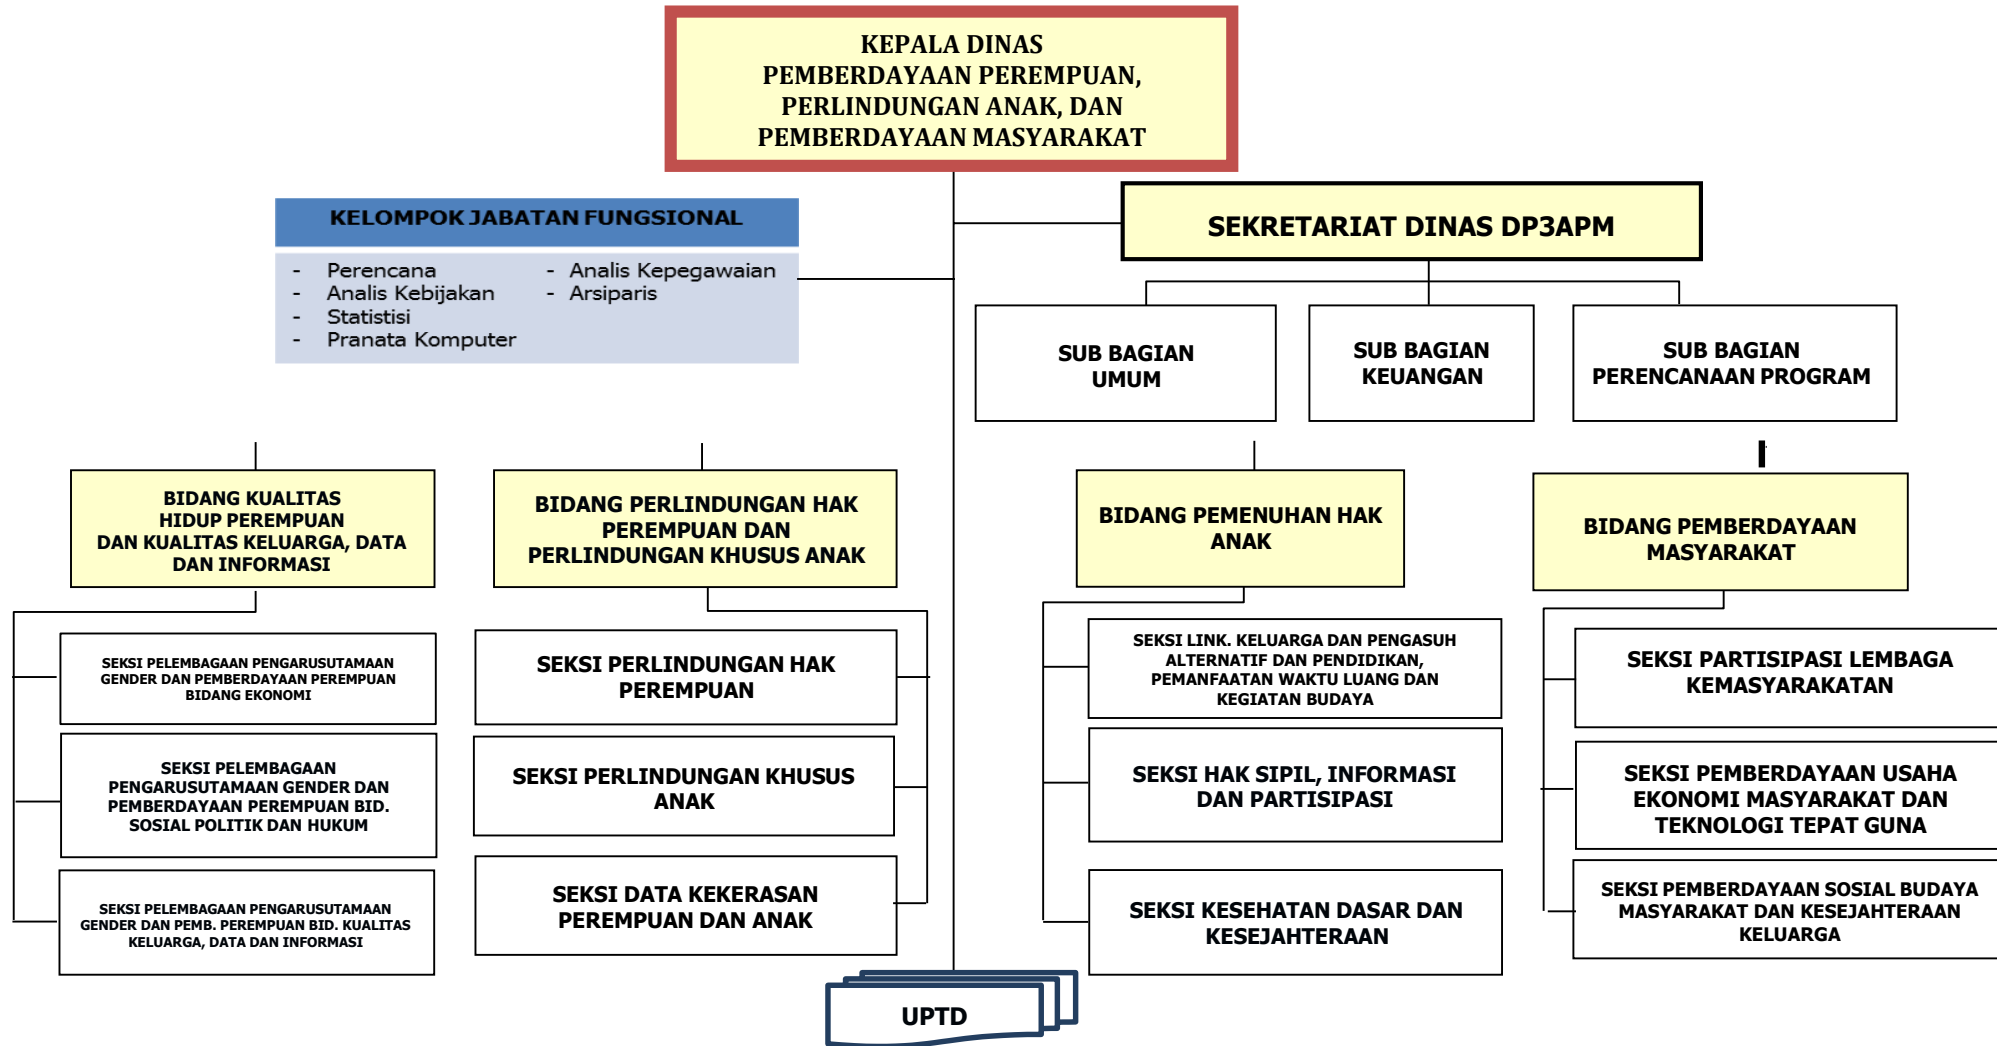 KEPALA DINAS
PEMBERDAYAAN PEREMPUAN,
PERLINDUNGAN ANAK, DAN
PEMBERDAYAAN MASYARAKAT
KELOMPOK JABATAN FUNGSIONAL
- Perencana
- Analis Kebijakan
- Statistisi
- Pranata Komputer
- Analis Kepegawaian
- Arsiparis
SEKRETARIAT DINAS DP3APM
SUB BAGIAN
UMUM
SUB BAGIAN
KEUANGAN
SUB BAGIAN
PERENCANAAN PROGRAM
BIDANG KUALITAS
HIDUP PEREMPUAN
DAN KUALITAS KELUARGA, DATA
DAN INFORMASI
SEKSI PELEMBAGAAN PENGARUSUTAMAAN
GENDER DAN PEMBERDAYAAN PEREMPUAN
BIDANG EKONOMI
SEKSI PELEMBAGAAN
PENGARUSUTAMAAN GENDER DAN
PEMBERDAYAAN PEREMPUAN BID.
SOSIAL POLITIK DAN HUKUM
SEKSI PELEMBAGAAN PENGARUSUTAMAAN
GENDER DAN PEMB. PEREMPUAN BID. KUALITAS
KELUARGA, DATA DAN INFORMASI
BIDANG PERLINDUNGAN HAK
PEREMPUAN DAN
PERLINDUNGAN KHUSUS ANAK
SEKSI PERLINDUNGAN HAK
PEREMPUAN
SEKSI PERLINDUNGAN KHUSUS
ANAK
SEKSI DATA KEKERASAN
PEREMPUAN DAN ANAK
BIDANG PEMENUHAN HAK
ANAK
SEKSI LINK. KELUARGA DAN PENGASUH
ALTERNATIF DAN PENDIDIKAN,
PEMANFAATAN WAKTU LUANG DAN
KEGIATAN BUDAYA
SEKSI HAK SIPIL, INFORMASI
DAN PARTISIPASI
SEKSI KESEHATAN DASAR DAN
KESEJAHTERAAN
BIDANG PEMBERDAYAAN
MASYARAKAT
SEKSI PARTISIPASI LEMBAGA
KEMASYARAKATAN
SEKSI PEMBERDAYAAN USAHA
EKONOMI MASYARAKAT DAN
TEKNOLOGI TEPAT GUNA
SEKSI PEMBERDAYAAN SOSIAL BUDAYA
MASYARAKAT DAN KESEJAHTERAAN
KELUARGA
UPTD